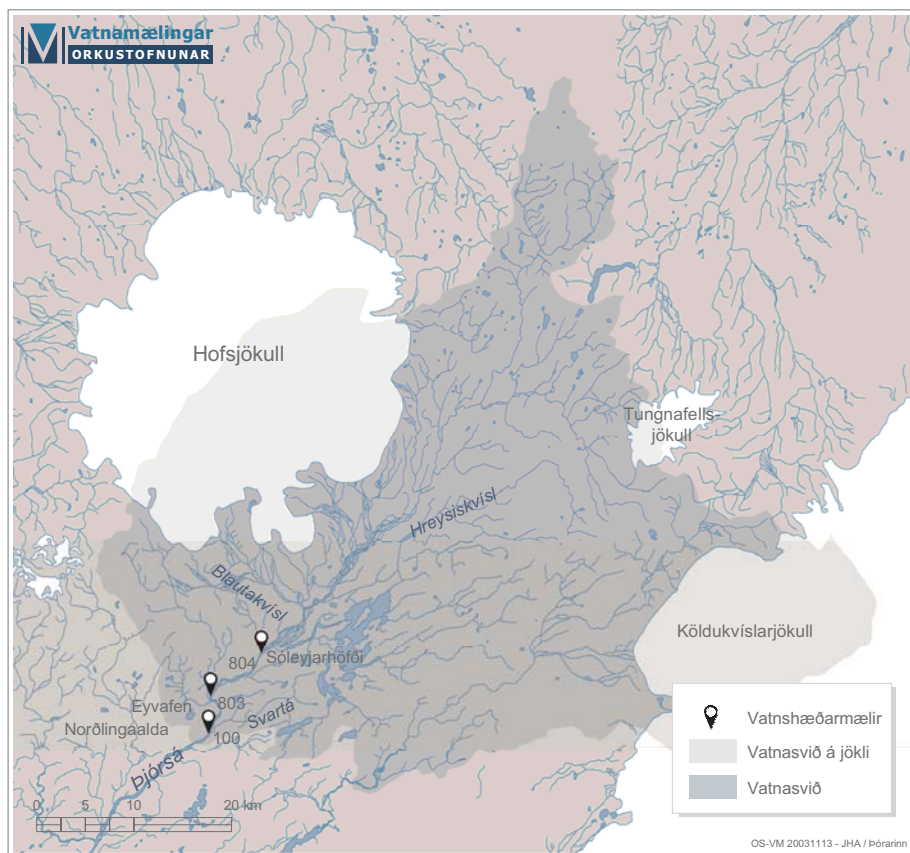 Vatnamælingar
ORKUSTOFNUNAR
Hofsjökull
Tungnafells-
jökull
Hreysiskvísl
Blautakvísl
Köldukvíslarjökull
804
Sóleyjarhöfði
Eyvafen
803
Norðlingaalda
Svartá
100
Þjórsá
0 5 10 20 km
Vatnshæðarmælir
Vatnasvið á jökli
Vatnasvið
OS-VM 20031113 - JHA / Þórarinn